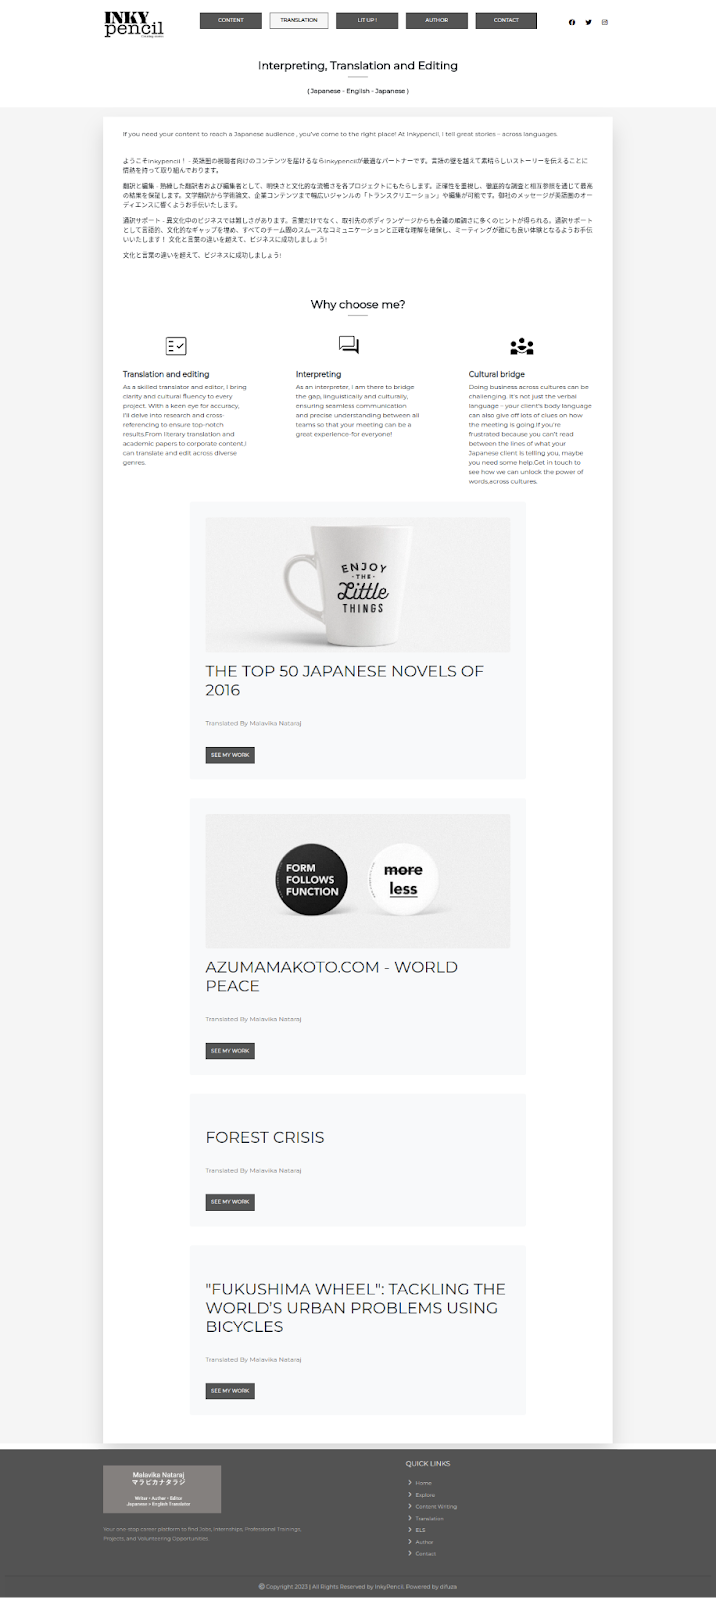 INKY
pencil
CONTENT
TRANSLATION
LIT UP !
AUTHOR
CONTACT
Interpreting, Translation and Editing
( Japanese - English - Japanese )
If you need your content to reach a Japanese audience , you've come to the right place! At Inkypencil, I tell great stories - across languages.
ようこそinkypencil！ - 英語圏の視聴者向けのコンテンツを届けるならinkypencilが最適なパートナーです。言語の壁を越えて素晴らしいストーリーを伝えることに
情熱を持って取り組んでおります。
翻訳と編集 - 熟練した翻訳者および編集者として、明快さと文化的な流暢さを各プロジェクトにもたらします。正確性を重視し、徹底的な調査と相互参照を通じて最高
の結果を保証します。文学翻訳から学術論文、企業コンテンツまで幅広いジャンルの「トランスクリエーション」や編集が可能です。御社のメッセージが英語圏のオー
ディエンスに響くようお手伝いたします。
通訳サポート - 異文化中のビジネスでは難しさがあります。言葉だけでなく、取引先のボディランゲージからも会議の雰囲気に多くのヒントが得られる。通訳サポート
として言語的、文化的なギャップを埋め、すべてのチーム間のスムースなコミュニケーションと正確な理解を確保し、ミーティングが誰にも良い体験となるようお手伝
いいたします！ 文化と言葉の違いを超えて、ビジネスに成功しましょう!
文化と言葉の違いを超えて、ビジネスに成功しましょう!
Why choose me?
Translation and editing
As a skilled translator and editor, I bring
clarity and cultural fluency to every
project. With a keen eye for accuracy,
I'll delve into research and cross-
referencing to ensure top-notch
results.From literary translation and
academic papers to corporate content,I
can translate and edit across diverse
genres.
Interpreting
As an interpreter, I am there to bridge
the gap, linguistically and culturally,
ensuring seamless communication
and precise understanding between all
teams so that your meeting can be a
great experience-for everyone!
Cultural bridge
Doing business across cultures can be
challenging. It's not just the verbal
language - your client's body language
can also give off lots of clues on how
the meeting is going.If you're
frustrated because you can't read
between the lines of what your
Japanese client is telling you, maybe
you need some help.Get in touch to
see how we can unlock the power of
words,across cultures.
ENJOY
THE
Little
THINGS
THE TOP 50 JAPANESE NOVELS OF
2016
Translated By Malavika Nataraj
SEE MY WORK
FORM
FOLLOWS
FUNCTION
more
less
AZUMAMAKOTO.COM - WORLD
PEACE
Translated By Malavika Nataraj
SEE MY WORK
FOREST CRISIS
Translated By Malavika Nataraj
SEE MY WORK
"FUKUSHIMA WHEEL": TACKLING THE
WORLD'S URBAN PROBLEMS USING
BICYCLES
Translated By Malavika Nataraj
SEE MY WORK
Malavika Nataraj
マラビカナタラジ
Writer • Author • Editor
Japanese > English Translator
Your one-stop career platform to find Jobs, Internships, Professional Trainings,
Projects, and Volunteering Opportunities.
QUICK LINKS
Home
Explore
Content Writing
Translation
ELS
Author
Contact
© Copyright 2023 | All Rights Reserved by InkyPencil. Powered by difuza